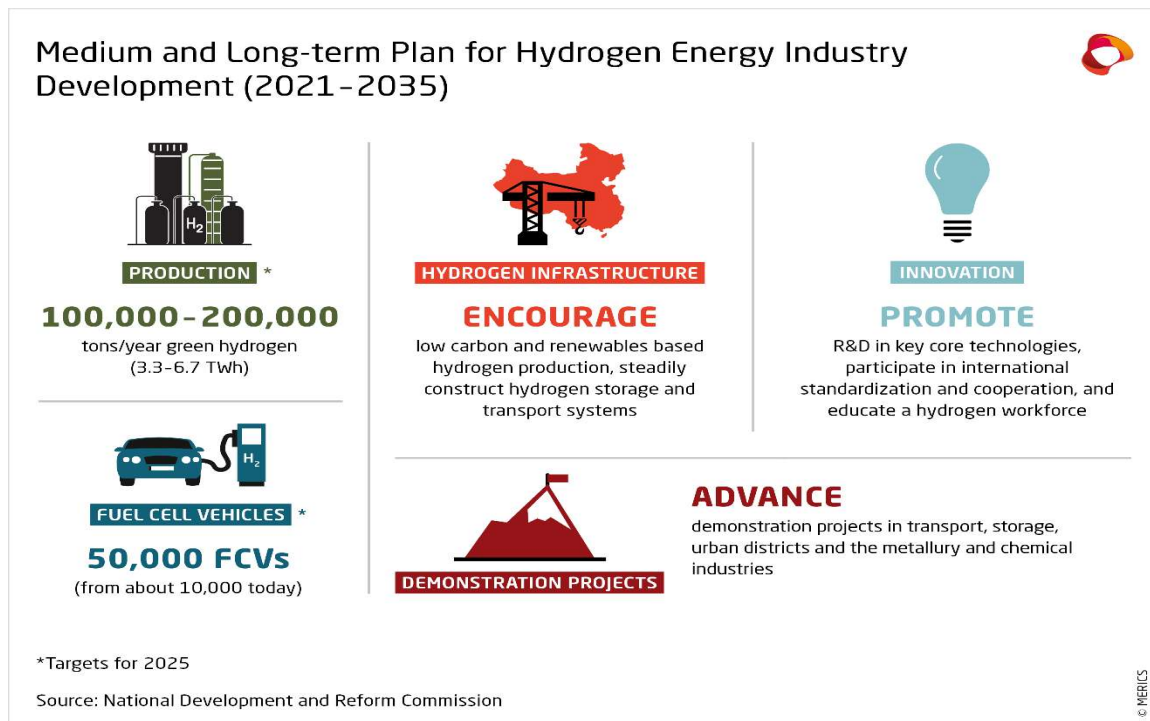 Medium and Long-term Plan for Hydrogen Energy Industry
Development (2021–2035)
H2
PRODUCTION *
100,000–200,000
tons/year green hydrogen
(3.3–6.7 TWh)
H2
FUEL CELL VEHICLES *
50,000 FCVs
(from about 10,000 today)
HYDROGEN INFRASTRUCTURE
ENCOURAGE
low carbon and renewables based
hydrogen production, steadily
construct hydrogen storage and
transport systems
INNOVATION
PROMOTE
R&D in key core technologies,
participate in international
standardization and cooperation, and
educate a hydrogen workforce
DEMONSTRATION PROJECTS
ADVANCE
demonstration projects in transport, storage,
urban districts and the metallury and chemical
industries
*Targets for 2025
Source: National Development and Reform Commission
© MERICS